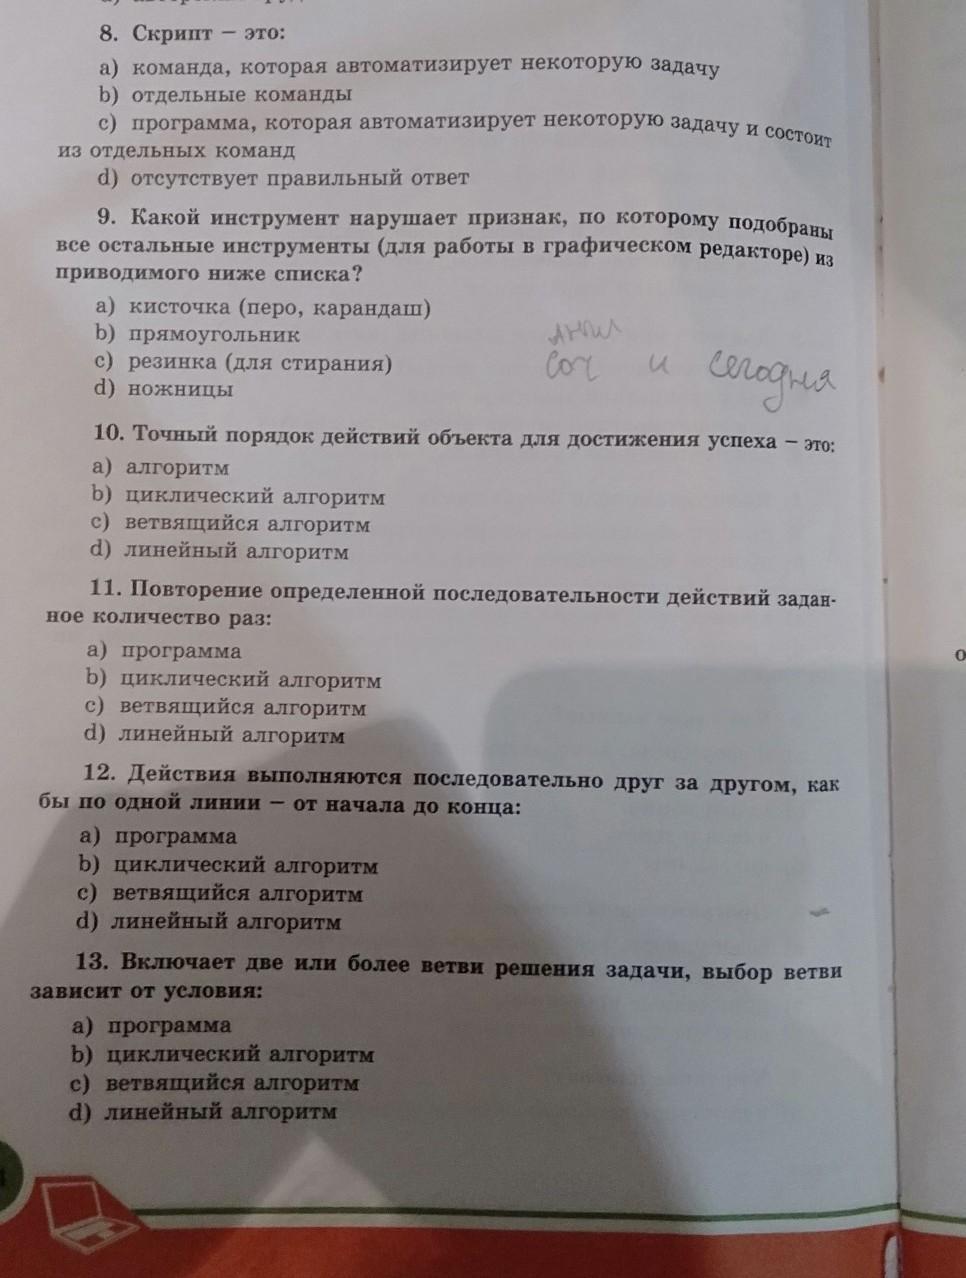 8. Скрипт – это:
a) команда, которая автоматизирует некоторую задачу
b) отдельные команды
c) программа, которая автоматизирует некоторую задачу и состоит
из отдельных команд
d) отсутствует правильный ответ
9. Какой инструмент нарушает признак, по которому подобраны
все остальные инструменты (для работы в графическом редакторе) из
приводимого ниже списка?
a) кисточка (перо, карандаш)
b) прямоугольник
c) резинка (для стирания)
d) ножницы
соч и сегодня
10. Точный порядок действий объекта для достижения успеха – это:
a) алгоритм
b) циклический алгоритм
c) ветвящийся алгоритм
d) линейный алгоритм
11. Повторение определенной последовательности действий задан-
ное количество раз:
a) программа
b) циклический алгоритм
c) ветвящийся алгоритм
d) линейный алгоритм
12. Действия выполняются последовательно друг за другом, как
бы по одной линии – от начала до конца:
a) программа
b) циклический алгоритм
c) ветвящийся алгоритм
d) линейный алгоритм
13. Включает две или более ветви решения задачи, выбор ветви
зависит от условия:
a) программа
b) циклический алгоритм
c) ветвящийся алгоритм
d) линейный алгоритм